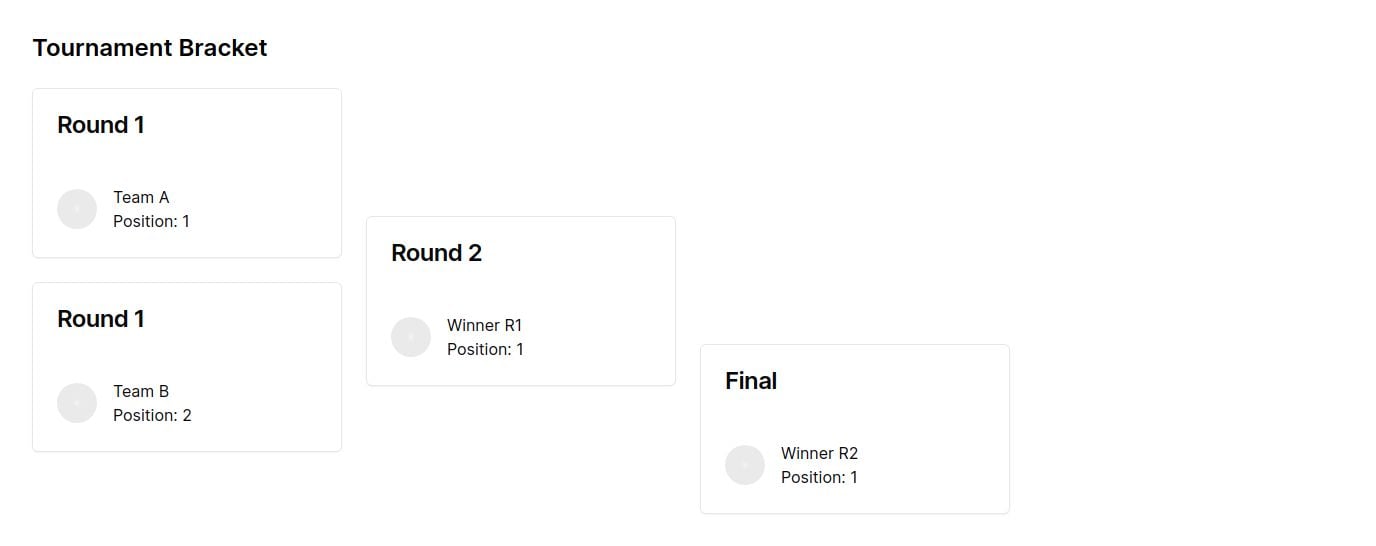 Tournament Bracket
Round 1
Team A
Position: 1
Round 1
Team B
Position: 2
Round 2
Winner R1
Position: 1
Final
Winner R2
Position: 1